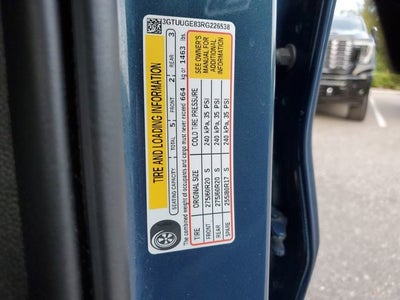 3GTUUGE83RG226538
TIRE AND LOADING INFORMATION
SEATING CAPACITY TOTAL 5 FRONT 2 REAR 3
The combined weight of occupants and cargo must never exceed 664 kg or 1463 lbs.
TIRE ORIGINAL SIZE COLD TIRE PRESSURE
FRONT 275/60R20 S 240 kPa, 35 PSI
REAR 275/60R20 S 240 kPa, 35 PSI
SPARE 255/80R17 S 240 kPa, 35 PSI
SEE OWNER'S
MANUAL FOR
ADDITIONAL
INFORMATION